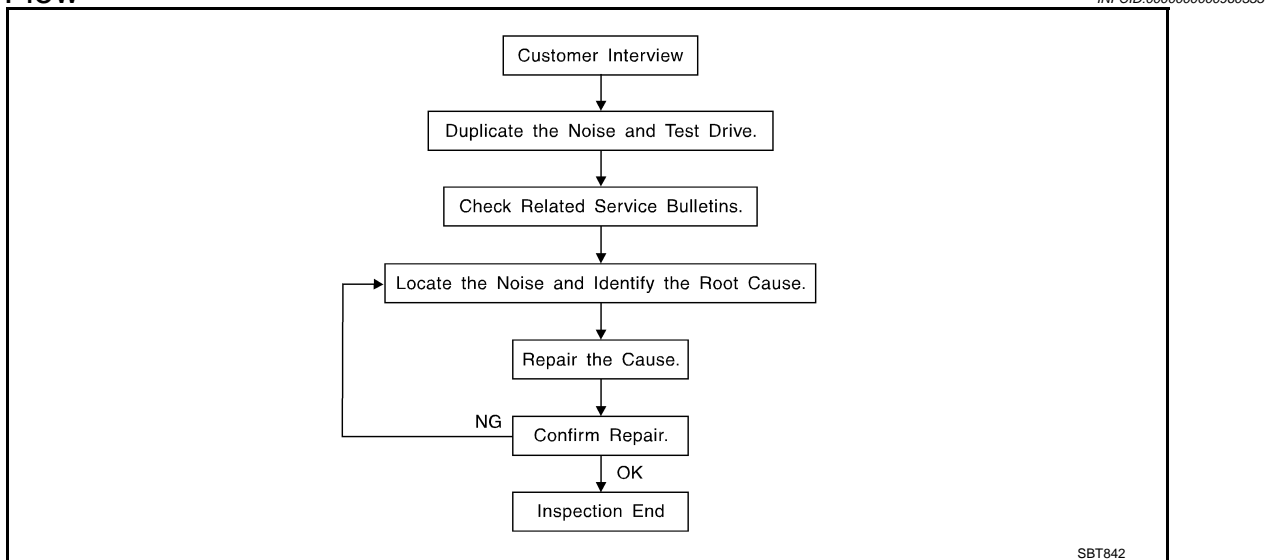 Customer Interview
Duplicate the Noise and Test Drive.
Check Related Service Bulletins.
Locate the Noise and Identify the Root Cause.
Repair the Cause.
NG
Confirm Repair.
OK
Inspection End
SBT842